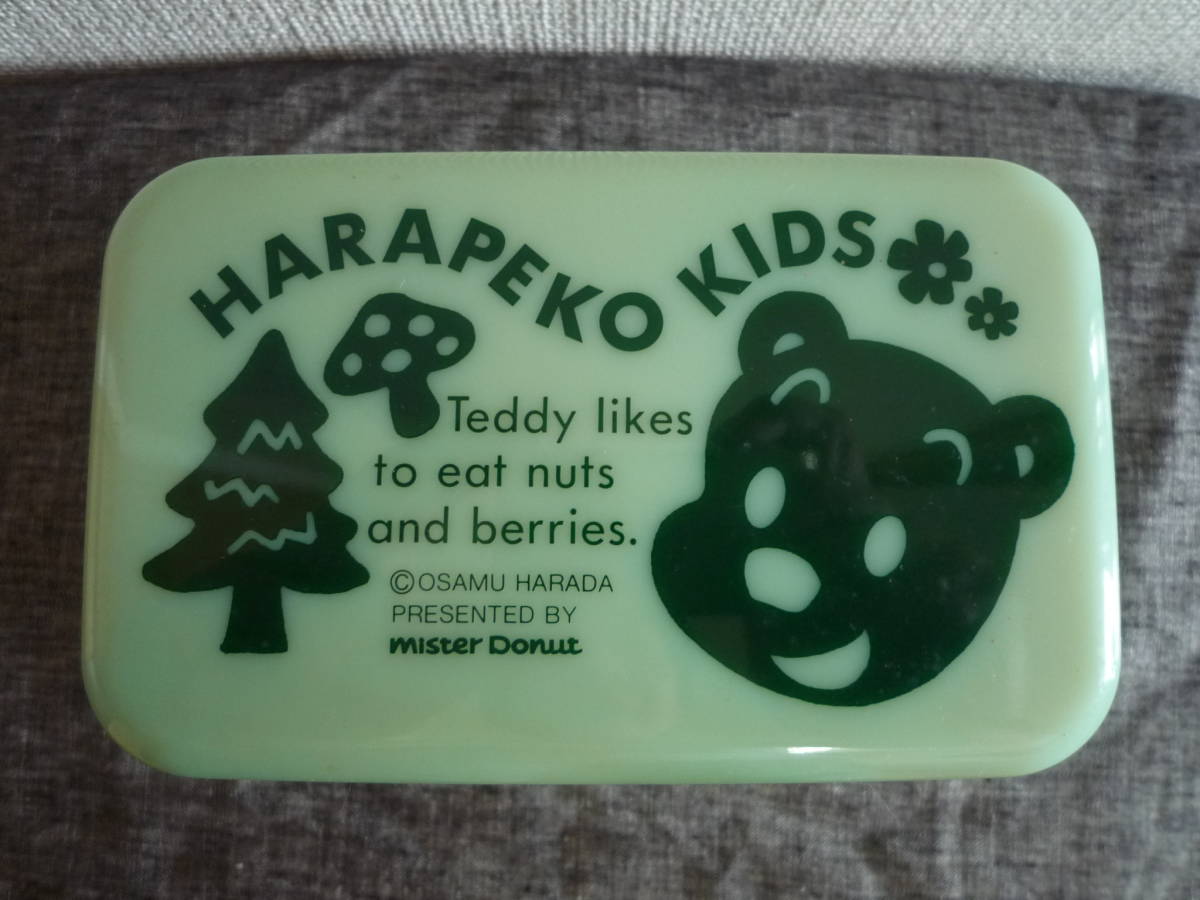 HARAPEKO KIDS
Teddy likes
to eat nuts
and berries.
©OSAMU HARADA
PRESENTED BY
mister Donut